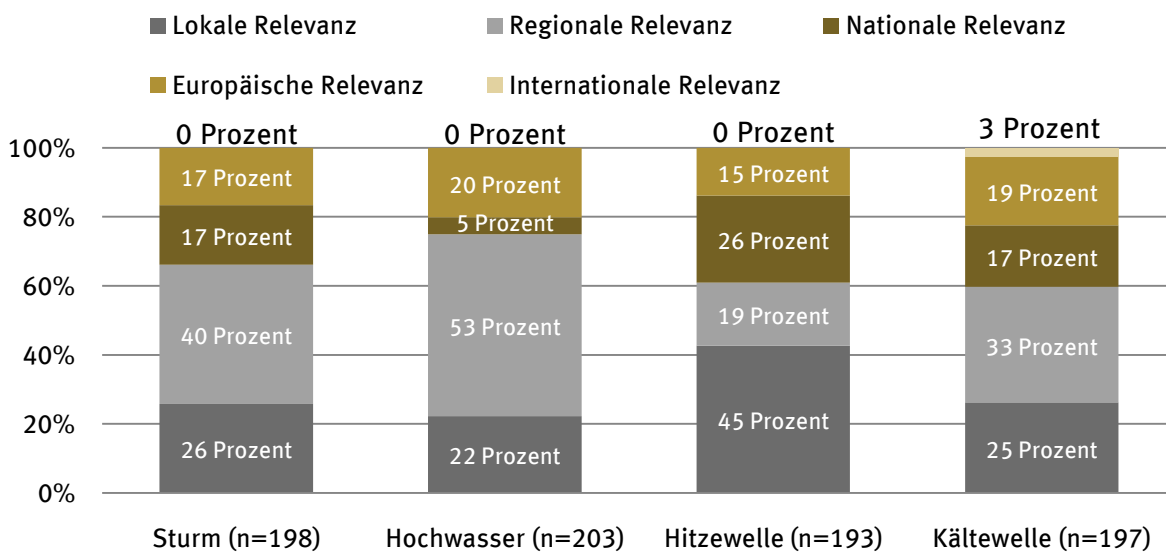 Lokale Relevanz Regionale Relevanz Nationale Relevanz
Europäische Relevanz Internationale Relevanz
0 Prozent 0 Prozent 0 Prozent 3 Prozent
100%
17 Prozent 20 Prozent 15 Prozent 19 Prozent
80%
17 Prozent 5 Prozent 26 Prozent 17 Prozent
60%
40 Prozent 53 Prozent 19 Prozent 33 Prozent
40%
26 Prozent 22 Prozent 45 Prozent 25 Prozent
20%
0%
Sturm (n=198) Hochwasser (n=203) Hitzewelle (n=193) Kältewelle (n=197)